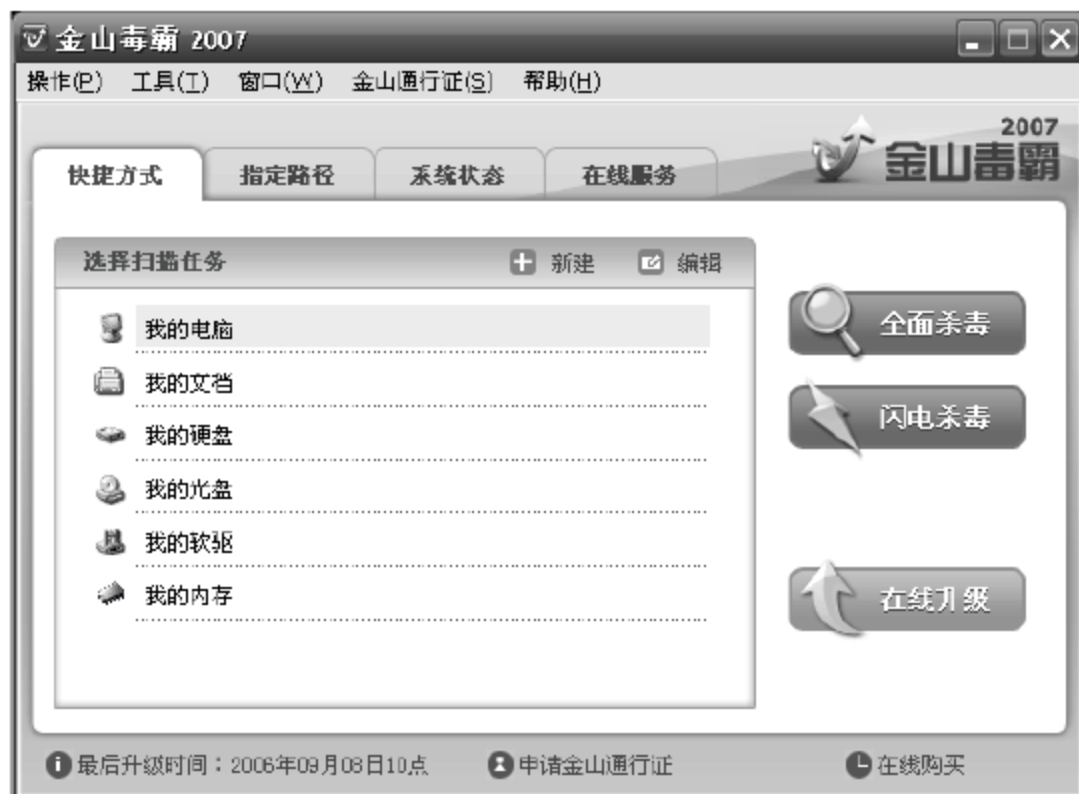 金山毒霸 2007
操作(P) 工具(T) 窗口(W) 金山通行证(S) 帮助(H)
2007
金山毒霸
快捷方式 指定路径 系统状态 在线服务
选择扫描任务 新建 编辑
我的电脑
我的文档
我的硬盘
我的光盘
我的软驱
我的内存
全面杀毒
闪电杀毒
在线升级
最后升级时间：2006年09月08日10点 申请金山通行证 在线购买